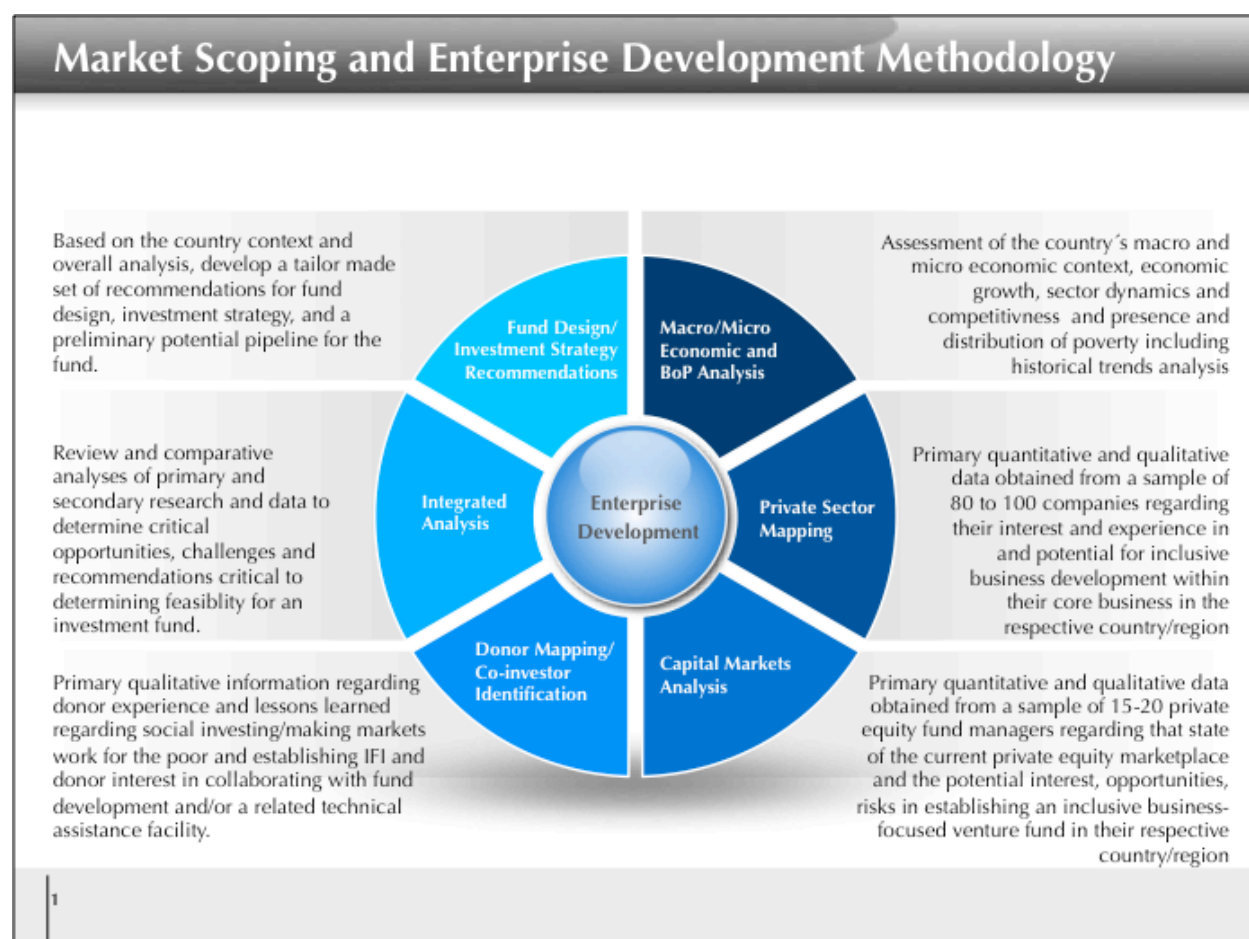 Market Scoping and Enterprise Development Methodology
Based on the country context and
overall analysis, develop a tailor made
set of recommendations for fund
design, investment strategy, and a
preliminary potential pipeline for the
fund.
Fund Design/
Investment Strategy
Recommendations
Macro/Micro
Economic and
BoP Analysis
Assessment of the country´s macro and
micro economic context, economic
growth, sector dynamics and
competitivness and presence and
distribution of poverty including
historical trends analysis
Review and comparative
analyses of primary and
secondary research and data to
determine critical
opportunities, challenges and
recommendations critical to
determining feasiblity for an
investment fund.
Integrated
Analysis
Enterprise
Development
Private Sector
Mapping
Primary quantitative and qualitative
data obtained from a sample of
80 to 100 companies regarding
their interest and experience in
and potential for inclusive
business development within
their core business in the
respective country/region
Primary qualitative information regarding
donor experience and lessons learned
regarding social investing/making markets
work for the poor and establishing IFI and
donor interest in collaborating with fund
development and/or a related technical
assistance facility.
Donor Mapping/
Co-investor
Identification
Capital Markets
Analysis
Primary quantitative and qualitative data
obtained from a sample of 15-20 private
equity fund managers regarding that state
of the current private equity marketplace
and the potential interest, opportunities,
risks in establishing an inclusive business-
focused venture fund in their respective
country/region
1